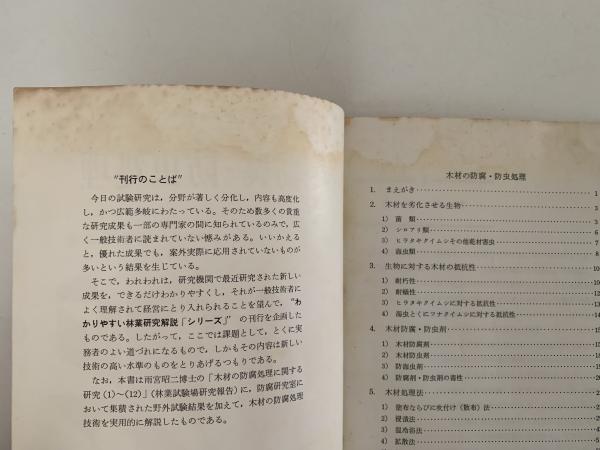 "刊行のことば"
今日の試験研究は，分野が著しく分化し，内容も高度化
し，かつ広範多岐にわたっている。そのため数多くの貴重
な研究成果も一部の専門家の間に知られているのみで，広
く一般技術者に読まれていない憾みがある。いいかえる
と，優れた成果でも，案外実際に応用されていないものが
多いという結果を生じている。
そこで，われわれは，研究機関で最近研究された新しい
成果を，できるだけわかりやすくし，それが一般技術者に
よく理解されて経営にとり入れられることを望んで，"わ
かりやすい林業研究解説「シリーズ」" の刊行を企画した
ものである。したがって，ここでは課題として，とくに実
務者のよい道づれになるもので，しかもその内容は新しい
技術の高い水準のものをとりあげるつもりである。
なお，本書は雨宮昭二博士の「木材の防腐処理に関する
研究(1)～(12)」(林業試験場研究報告)に，防腐研究室に
おいて集積された野外試験結果を加えて，木材の防腐処理
技術を実用的に解説したものである。
木材の防腐・防虫処理
1. まえがき 1
2. 木材を劣化させる生物 3
1) 菌類 3
2) シロアリ類 6
3) ヒラタキクイムシその他乾材害虫 7
4) 海虫類 8
3. 生物に対する木材の抵抗性 10
1) 耐朽性 10
2) 耐蟻性 14
3) ヒラタキクイムシに対する抵抗性 14
4) 海虫とくにフナクイムシに対する抵抗性 14
4. 木材防腐・防虫剤 15
1) 木材防腐剤 15
2) 木材防虫剤
3) 防海虫剤
4) 防腐剤・防虫剤の毒性
5. 木材処理法
1) 塗布ならびに吹付け（散布）法
2) 浸漬法
3) 温冷浴法
4) 拡散法